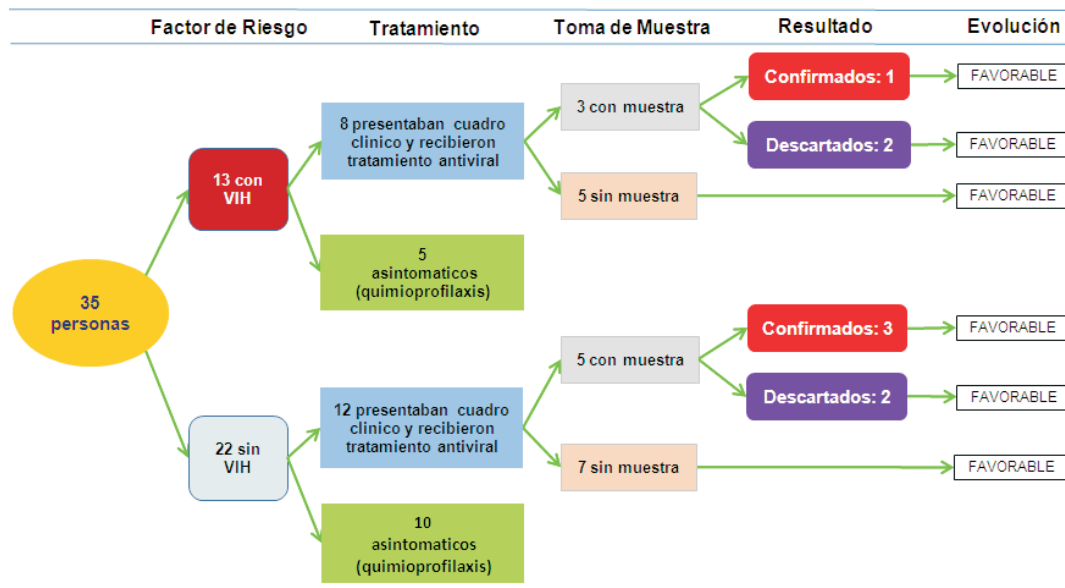 Factor de Riesgo Tratamiento Toma de Muestra Resultado Evolución
35
personas
13 con
VIH
8 presentaban cuadro
clinico y recibieron
tratamiento antiviral
3 con muestra
Confirmados: 1
FAVORABLE
Descartados: 2
FAVORABLE
5 sin muestra
FAVORABLE
5
asintomaticos
(quimioprofilaxis)
22 sin
VIH
12 presentaban cuadro
clinico y recibieron
tratamiento antiviral
5 con muestra
Confirmados: 3
FAVORABLE
Descartados: 2
FAVORABLE
7 sin muestra
FAVORABLE
10
asintomaticos
(quimioprofilaxis)